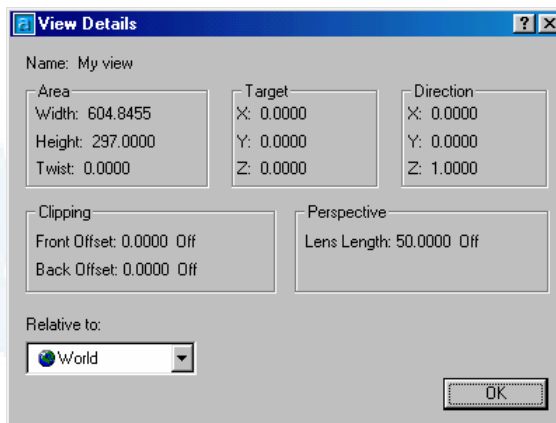 View Details
Name: My view
Area
Width: 604.8455
Height: 297.0000
Twist: 0.0000
Target
X: 0.0000
Y: 0.0000
Z: 0.0000
Direction
X: 0.0000
Y: 0.0000
Z: 1.0000
Clipping
Front Offset: 0.0000 Off
Back Offset: 0.0000 Off
Perspective
Lens Length: 50.0000 Off
Relative to:
World
OK